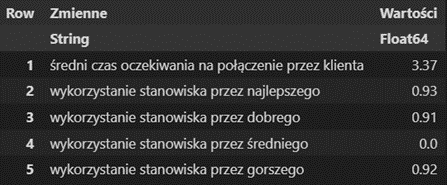 Row Zmienne Wartości
String Float64
1 średni czas oczekiwania na połączenie przez klienta 3.37
2 wykorzystanie stanowiska przez najlepszego 0.93
3 wykorzystanie stanowiska przez dobrego 0.91
4 wykorzystanie stanowiska przez średniego 0.0
5 wykorzystanie stanowiska przez gorszego 0.92